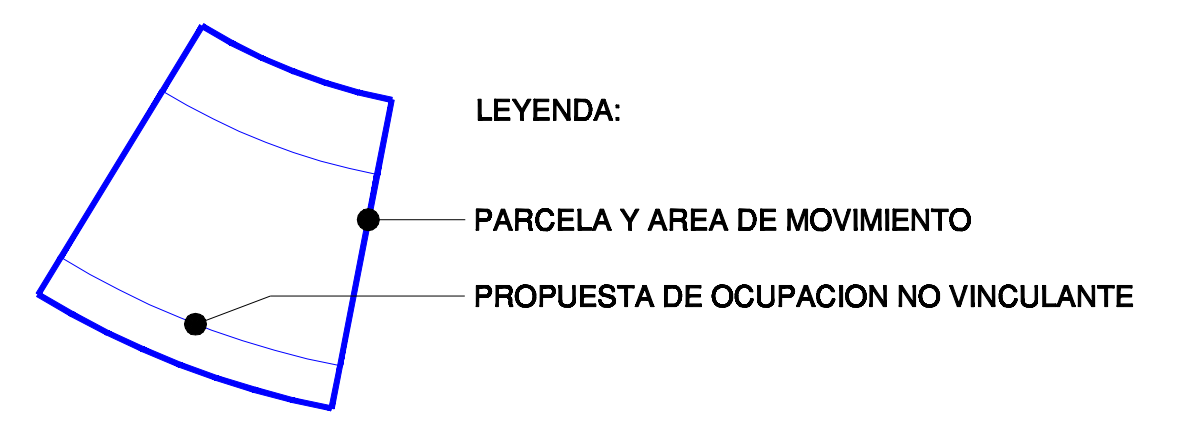 LEYENDA:
PARCELA Y AREA DE MOVIMIENTO
PROPUESTA DE OCUPACION NO VINCULANTE